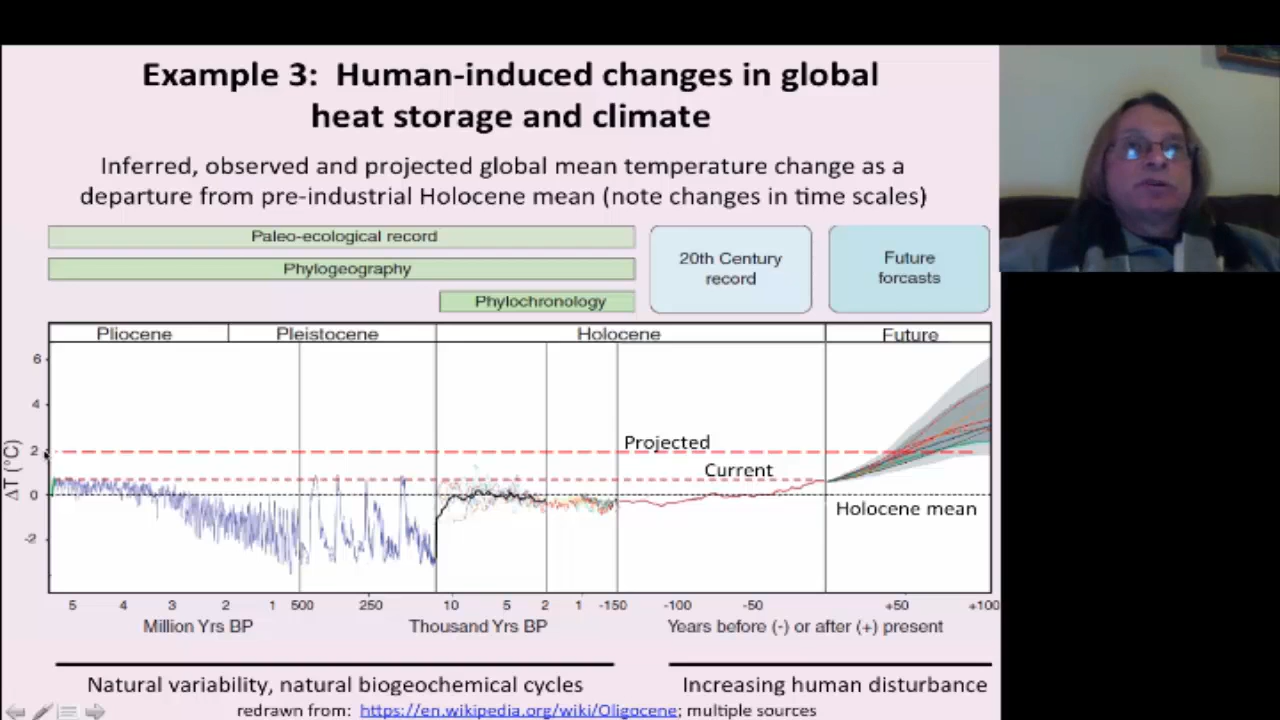 Example 3: Human-induced changes in global
heat storage and climate
Inferred, observed and projected global mean temperature change as a
departure from pre-industrial Holocene mean (note changes in time scales)
Paleo-ecological record
Phylogeography
Phylochronology
20th Century
record
Future
forcasts
Pliocene Pleistocene Holocene Future
6
4
2
0
-2
ΔT (°C)
Projected
Current
Holocene mean
5 4 3 2 1 500 250 10 5 2 1 -150 -100 -50 +50 +100
Million Yrs BP Thousand Yrs BP Years before (-) or after (+) present
Natural variability, natural biogeochemical cycles Increasing human disturbance
redrawn from: https://en.wikipedia.org/wiki/Oligocene; multiple sources